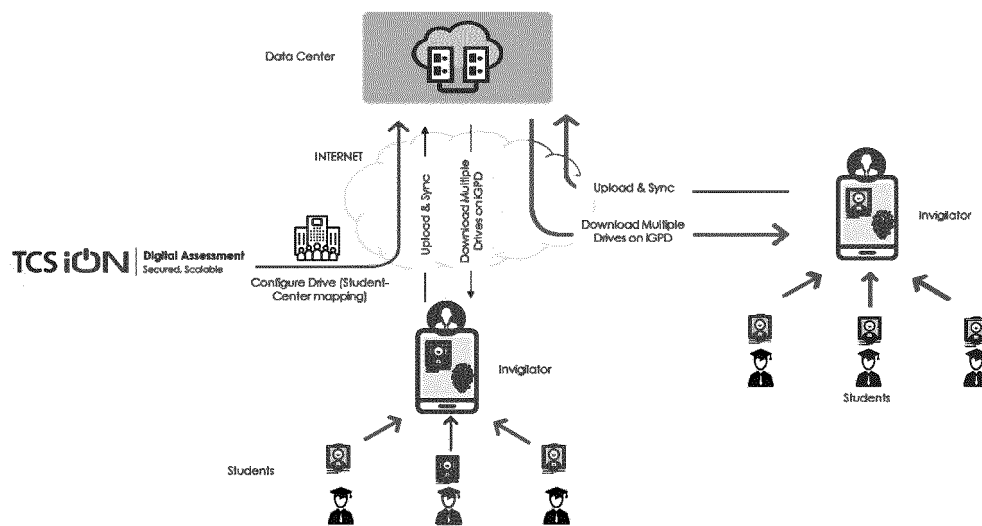 Data Center
INTERNET
Upload & Sync
Download Multiple
Drives on iGPD
Upload & Sync
Download Multiple
Drives on iGPD
Invigilator
TCS iON
Digital Assessment
Secured, Scalable
Configure Drive (Student-
Center mapping)
Invigilator
Students
Students